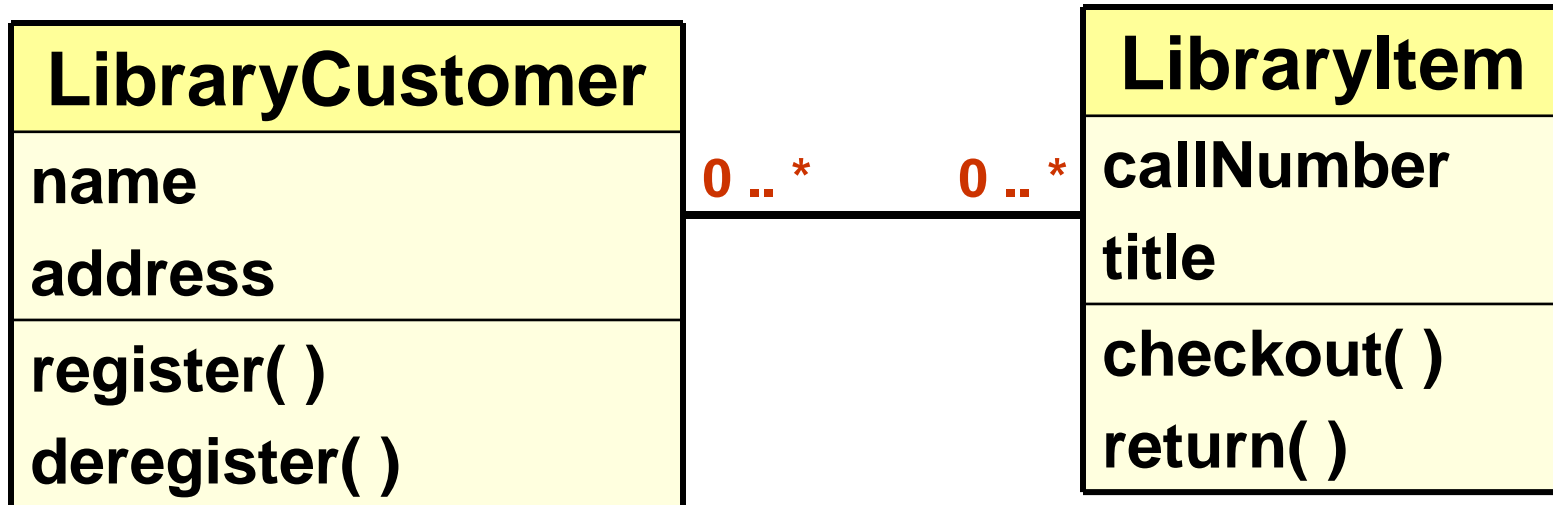 LibraryCustomer
name
address
register( )
deregister( )
0 .. *
0 .. *
LibraryItem
callNumber
title
checkout( )
return( )